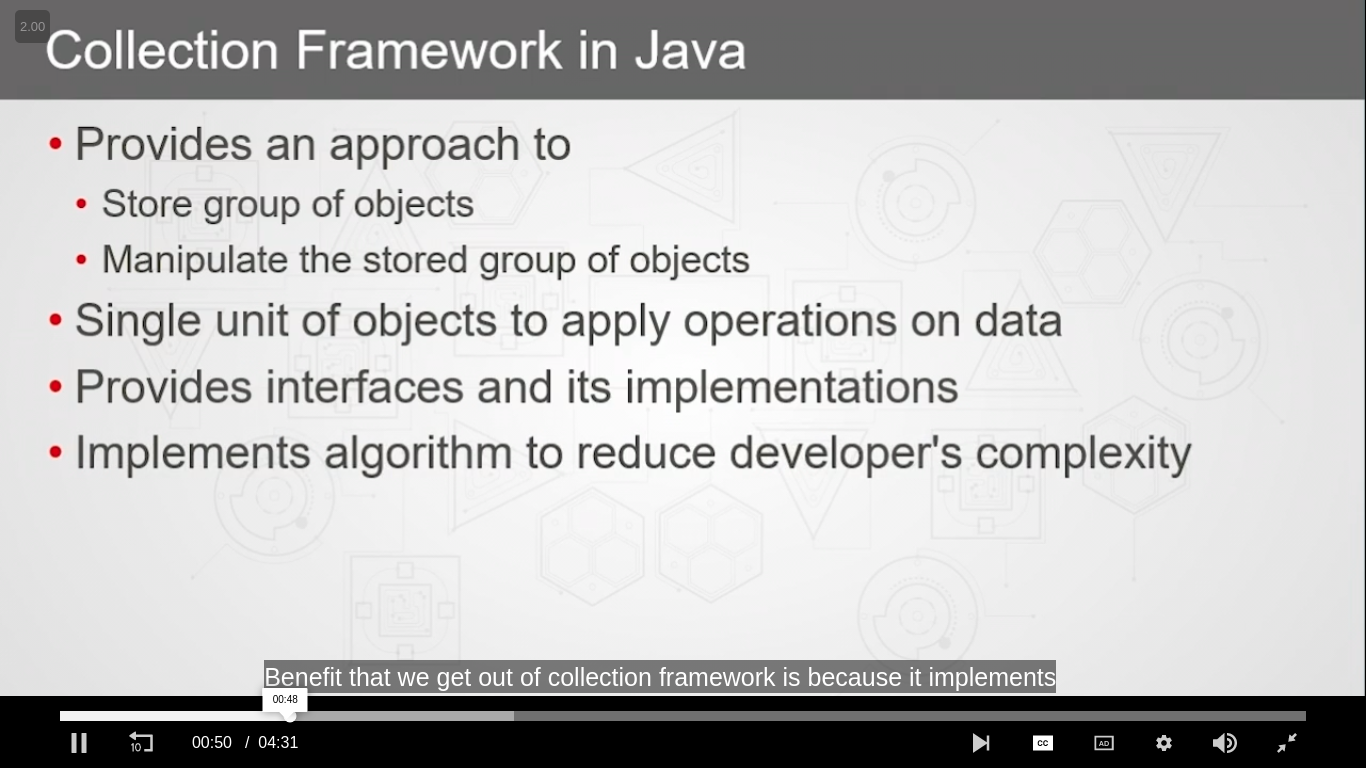 2.00
Collection Framework in Java
• Provides an approach to
• Store group of objects
• Manipulate the stored group of objects
• Single unit of objects to apply operations on data
• Provides interfaces and its implementations
• Implements algorithm to reduce developer's complexity
Benefit that we get out of collection framework is because it implements
00:48
10 00:50 / 04:31 CC AD